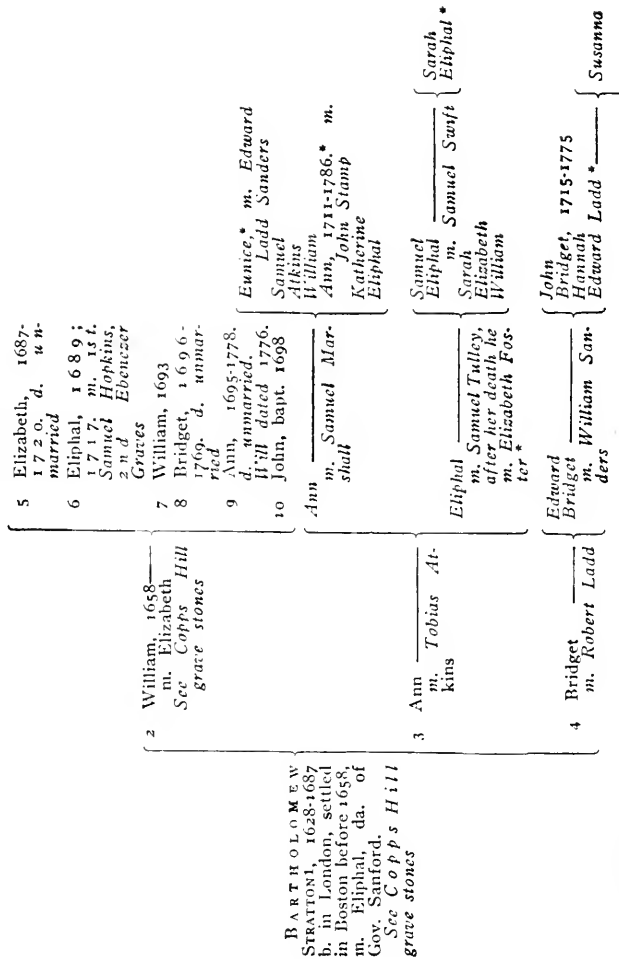 BARTHOLOMEW
STRATTON1, 1628-1687
b. in London, settled
in Boston before 1658,
m. Eliphal, da. of
Gov. Sanford.
See Copps Hill
grave stones
2 William, 1658
m. Elizabeth
See Copps Hill
grave stones
5 Elizabeth, 1687-
1720. d. un-
married
6 Eliphal, 1689;
1717. m. 1st.
Samuel Hopkins,
2nd Ebenezer
Graves
7 William, 1693
8 Bridget, 1696-
1769. d. unmar-
ried
9 Ann, 1695-1778.
d. unmarried.
Will dated 1776.
10 John, bapt. 1698
3 Ann
m. Tobias At-
kins
Ann
m. Samuel Mar-
shall
Eunice,* m. Edward
Ladd Sanders
Samuel
Atkins
William
Ann, 1711-1786.* m.
John Stamp
Katherine
Eliphal
Eliphal
m. Samuel Tulley,
after her death he
m. Elizabeth Fos-
ter*
Samuel
Eliphal
m. Samuel Swift
Sarah
Elizabeth
William
Sarah
Eliphal *
4 Bridget
m. Robert Ladd
Edward
Bridget
m. William San-
ders
John
Bridget, 1715-1775
Hannah
Edward Ladd *
Susanna